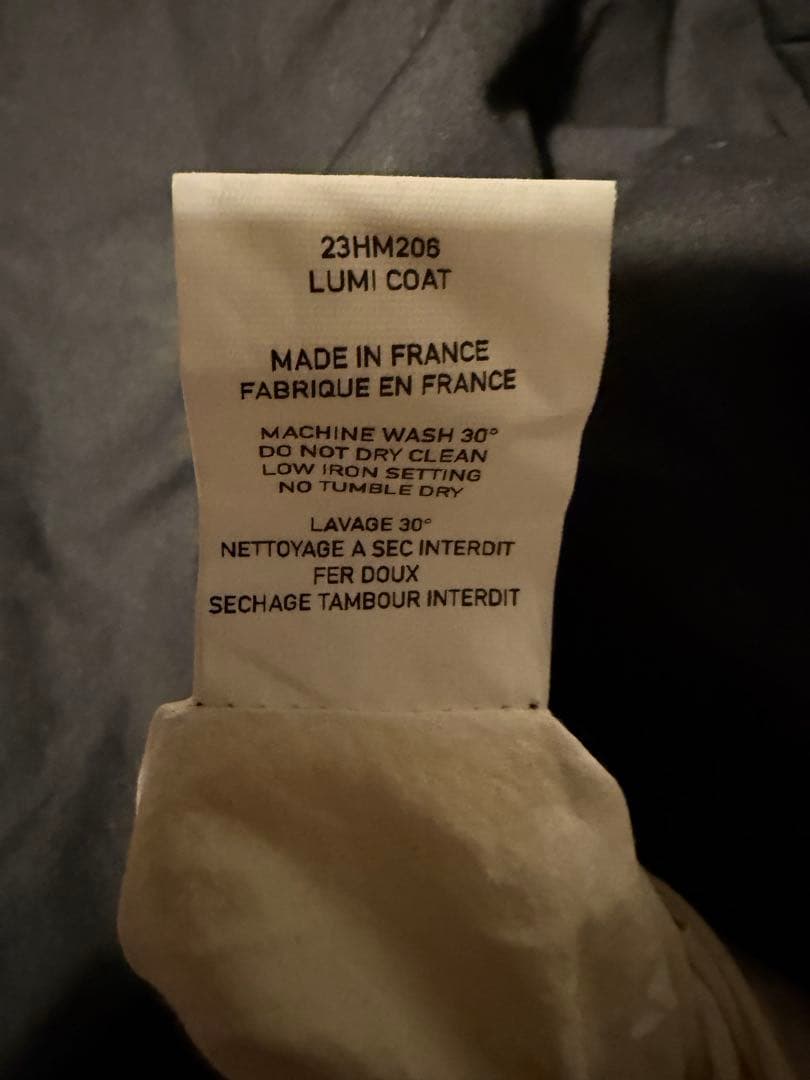 23HM206
LUMI COAT
MADE IN FRANCE
FABRIQUE EN FRANCE
MACHINE WASH 30°
DO NOT DRY CLEAN
LOW IRON SETTING
NO TUMBLE DRY
LAVAGE 30°
NETTOYAGE A SEC INTERDIT
FER DOUX
SECHAGE TAMBOUR INTERDIT